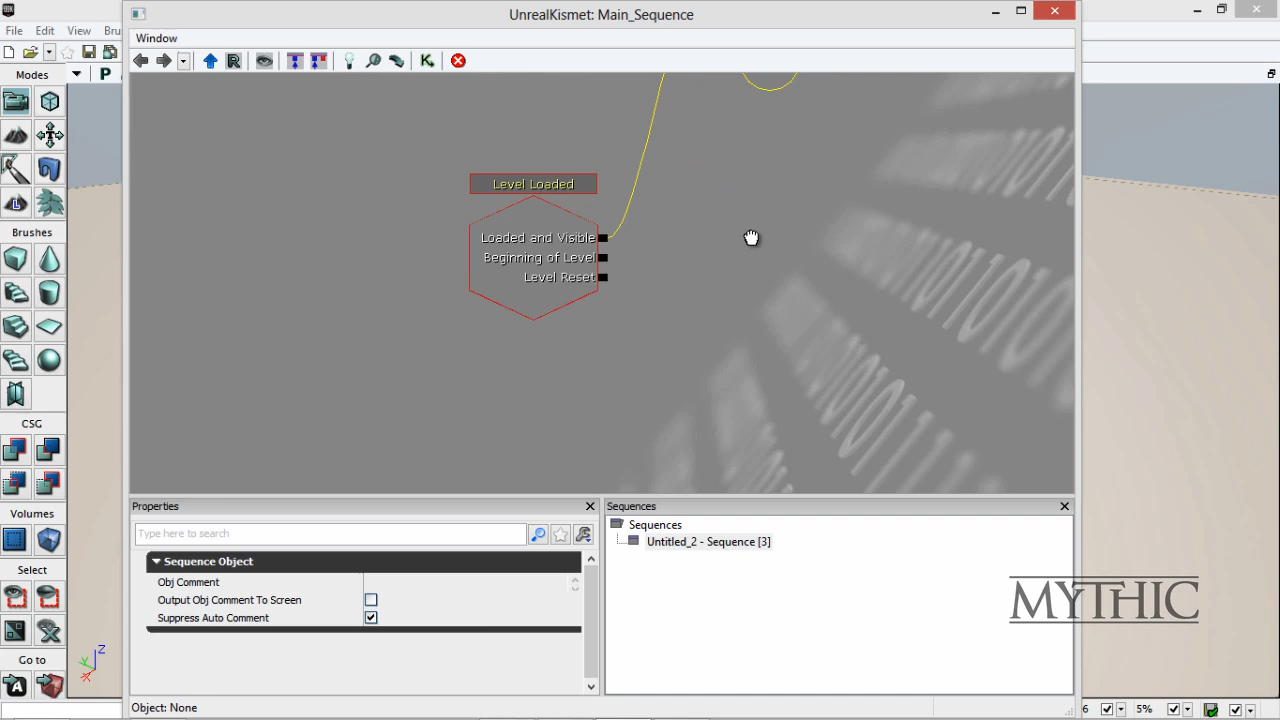 UnrealKismet: Main_Sequence
File Edit View Bru
Window
Modes
P
R
K
Level Loaded
Loaded and Visible
Beginning of Level
Level Reset
Brushes
CSG
Volumes
Select
Go to
Properties
Type here to search
Sequence Object
Obj Comment
Output Obj Comment To Screen
Suppress Auto Comment
Sequences
Sequences
Untitled_2 - Sequence [3]
MYTHIC
Z
Y
X
Object: None
6
5%